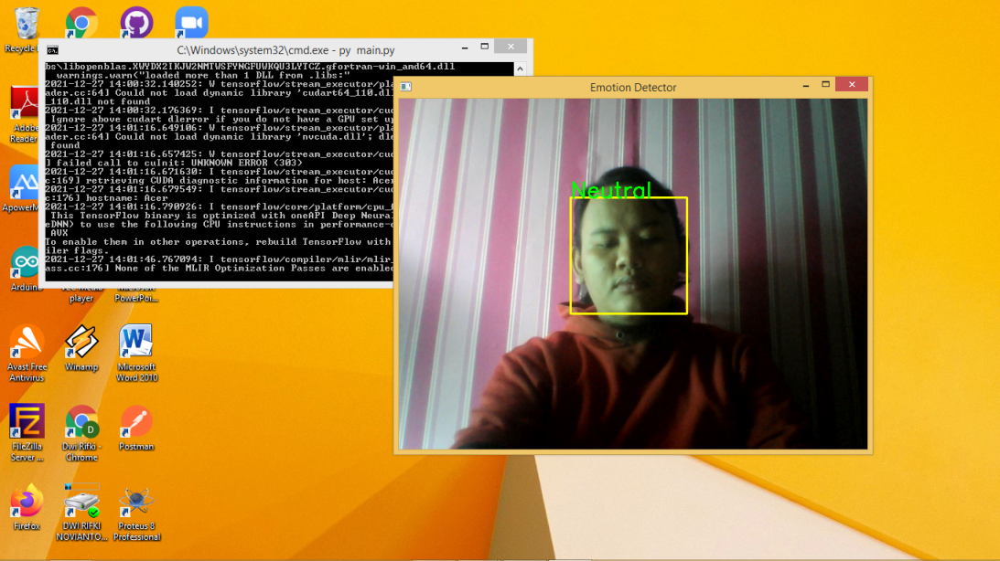 Recycle
C:\Windows\system32\cmd.exe - py main.py
bs\libopenblas.XWYDX2IKJW2NMTWSFYNGFUWKQU3LYTCZ.gfortran-win_amd64.dll
warnings.warn("loaded more than 1 DLL from .libs:"
2021-12-27 14:00:32.140252: W tensorflow/stream_executor/pla
ader.cc:64] Could not load dynamic library 'cudart64_110.dll
_110.dll not found
2021-12-27 14:00:32.176369: I tensorflow/stream_executor/cud
Ignore above cudart dlerror if you do not have a GPU set up
2021-12-27 14:01:16.649106: W tensorflow/stream_executor/pla
ader.cc:64] Could not load dynamic library 'nvcuda.dll'; dle
found
2021-12-27 14:01:16.657425: W tensorflow/stream_executor/cud
] failed call to cuInit: UNKNOWN ERROR (303)
2021-12-27 14:01:16.671630: I tensorflow/stream_executor/cud
c:169] retrieving CUDA diagnostic information for host: Acer
2021-12-27 14:01:16.679549: I tensorflow/stream_executor/cud
c:176] hostname: Acer
2021-12-27 14:01:16.790926: I tensorflow/core/platform/cpu_f
This TensorFlow binary is optimized with oneAPI Deep Neural
eDNN) to use the following CPU instructions in performance-c
AVX
To enable them in other operations, rebuild TensorFlow with
iler flags.
2021-12-27 14:01:46.767094: I tensorflow/compiler/mlir/mlir_
ass.cc:176] None of the MLIR Optimization Passes are enabled
Emotion Detector
Neutral
Adobe
Reader
ApowerM
Arduino
VLC media
player
Microsoft
PowerPoi...
Avast Free
Antivirus
Winamp
Microsoft
Word 2010
FileZilla
Server ...
Dwi Rifki -
Chrome
Postman
Firefox
DWI RIFKI
NOVIANTO...
Proteus 8
Professional